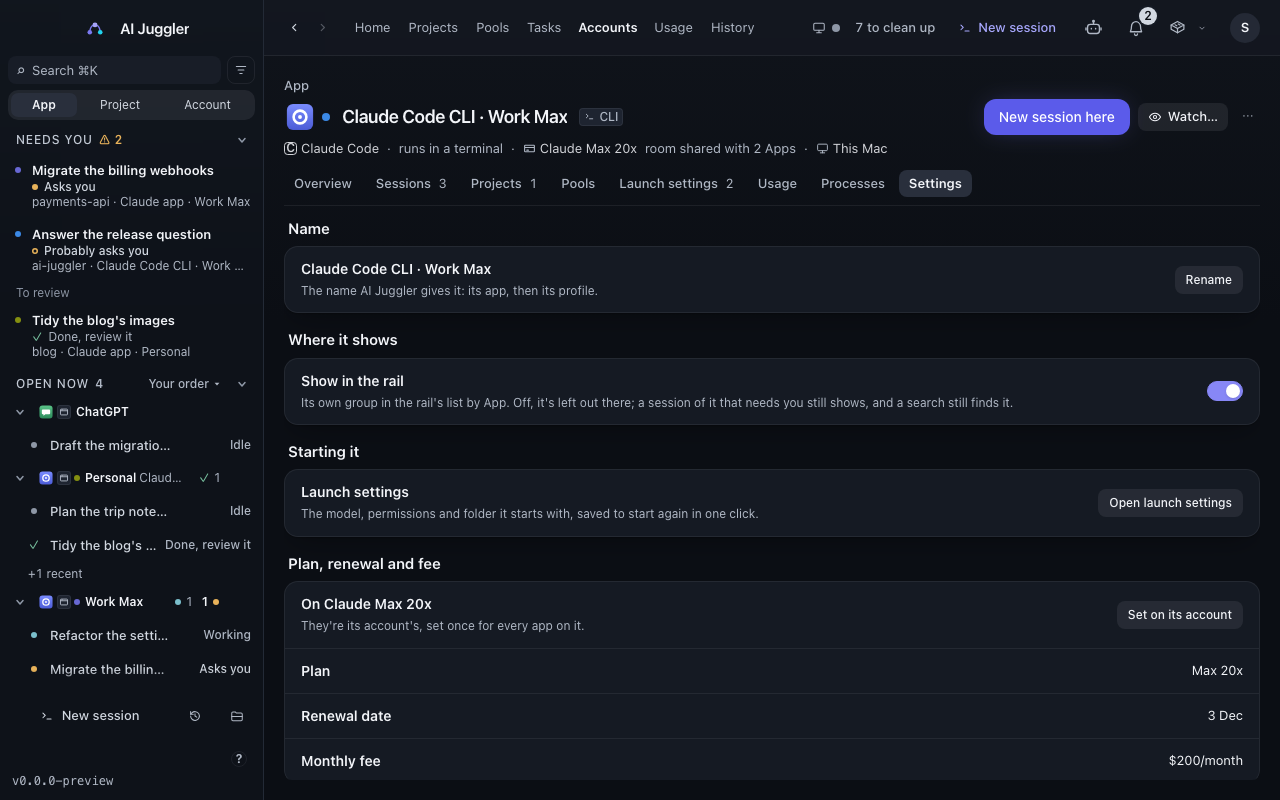 AI Juggler
Search ⌘K
App
Project
Account
NEEDS YOU 2
Migrate the billing webhooks
Asks you
payments-api · Claude app · Work Max
Answer the release question
Probably asks you
ai-juggler · Claude Code CLI · Work ...
To review
Tidy the blog's images
Done, review it
blog · Claude app · Personal
OPEN NOW 4
Your order
ChatGPT
Draft the migratio... Idle
Personal Claud... 1
Plan the trip note... Idle
Tidy the blog's ... Done, review it
+1 recent
Work Max 1 1
Refactor the setti... Working
Migrate the billin... Asks you
New session
?
v0.0.0-preview
Home Projects Pools Tasks Accounts Usage History
7 to clean up
New session
2
S
App
Claude Code CLI · Work Max
CLI
New session here
Watch...
Claude Code · runs in a terminal · Claude Max 20x room shared with 2 Apps · This Mac
Overview Sessions 3 Projects 1 Pools Launch settings 2 Usage Processes Settings
Name
Claude Code CLI · Work Max
The name AI Juggler gives it: its app, then its profile.
Rename
Where it shows
Show in the rail
Its own group in the rail's list by App. Off, it's left out there; a session of it that needs you still shows, and a search still finds it.
Starting it
Launch settings
The model, permissions and folder it starts with, saved to start again in one click.
Open launch settings
Plan, renewal and fee
On Claude Max 20x
They're its account's, set once for every app on it.
Set on its account
Plan Max 20x
Renewal date 3 Dec
Monthly fee $200/month